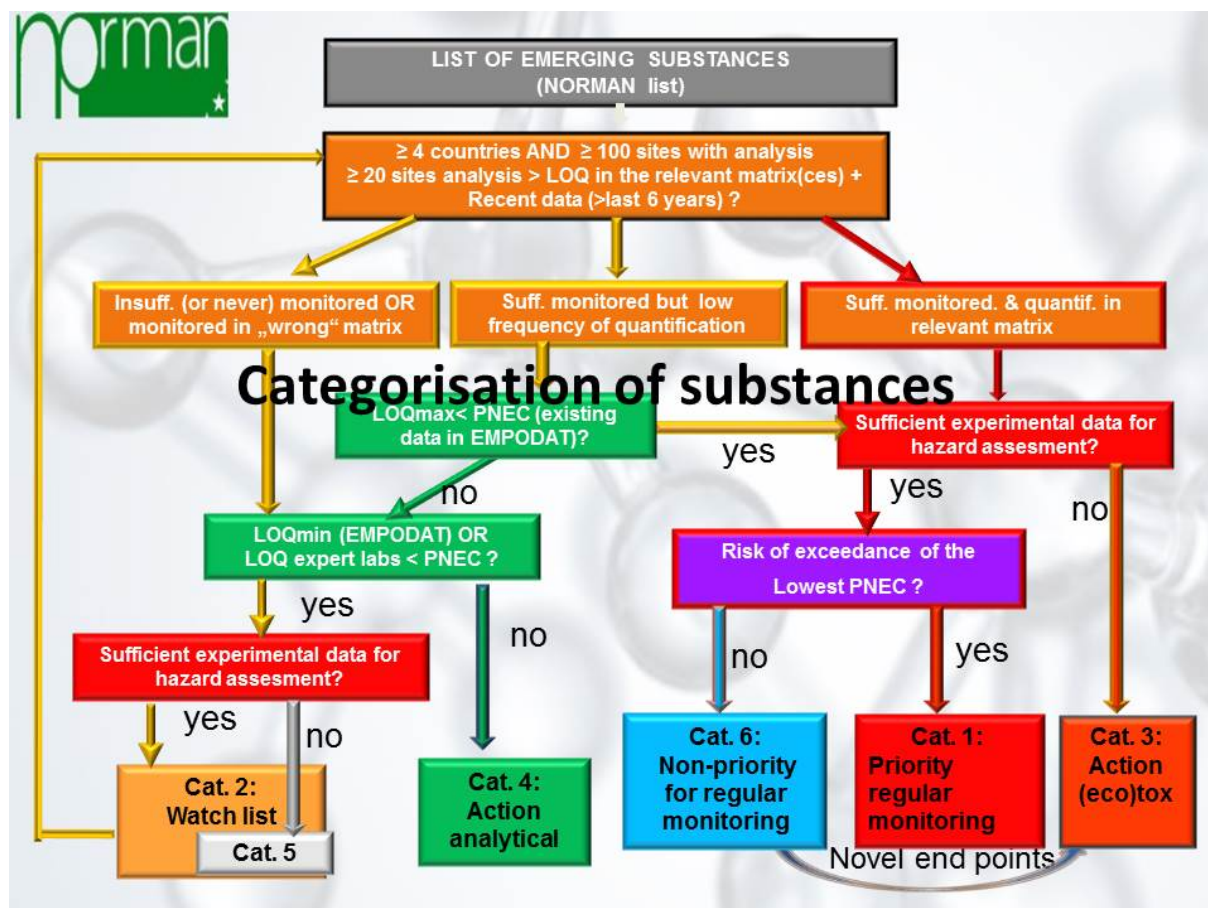 norman
LIST OF EMERGING SUBSTANCES
(NORMAN list)
≥ 4 countries AND ≥ 100 sites with analysis
≥ 20 sites analysis > LOQ in the relevant matrix(ces) +
Recent data (>last 6 years) ?
Insuff. (or never) monitored OR
monitored in „wrong“ matrix
Suff. monitored but low
frequency of quantification
Suff. monitored. & quantif. in
relevant matrix
Categorisation of substances
LOQmax< PNEC (existing
data in EMPODAT)?
Sufficient experimental data for
hazard assesment?
yes
no
yes
no
LOQmin (EMPODAT) OR
LOQ expert labs < PNEC ?
Risk of exceedance of the
Lowest PNEC ?
yes
no
no
yes
Sufficient experimental data for
hazard assesment?
yes
no
Cat. 2:
Watch list
Cat. 5
Cat. 4:
Action
analytical
Cat. 6:
Non-priority
for regular
monitoring
Cat. 1:
Priority
regular
monitoring
Cat. 3:
Action
(eco)tox
Novel end points